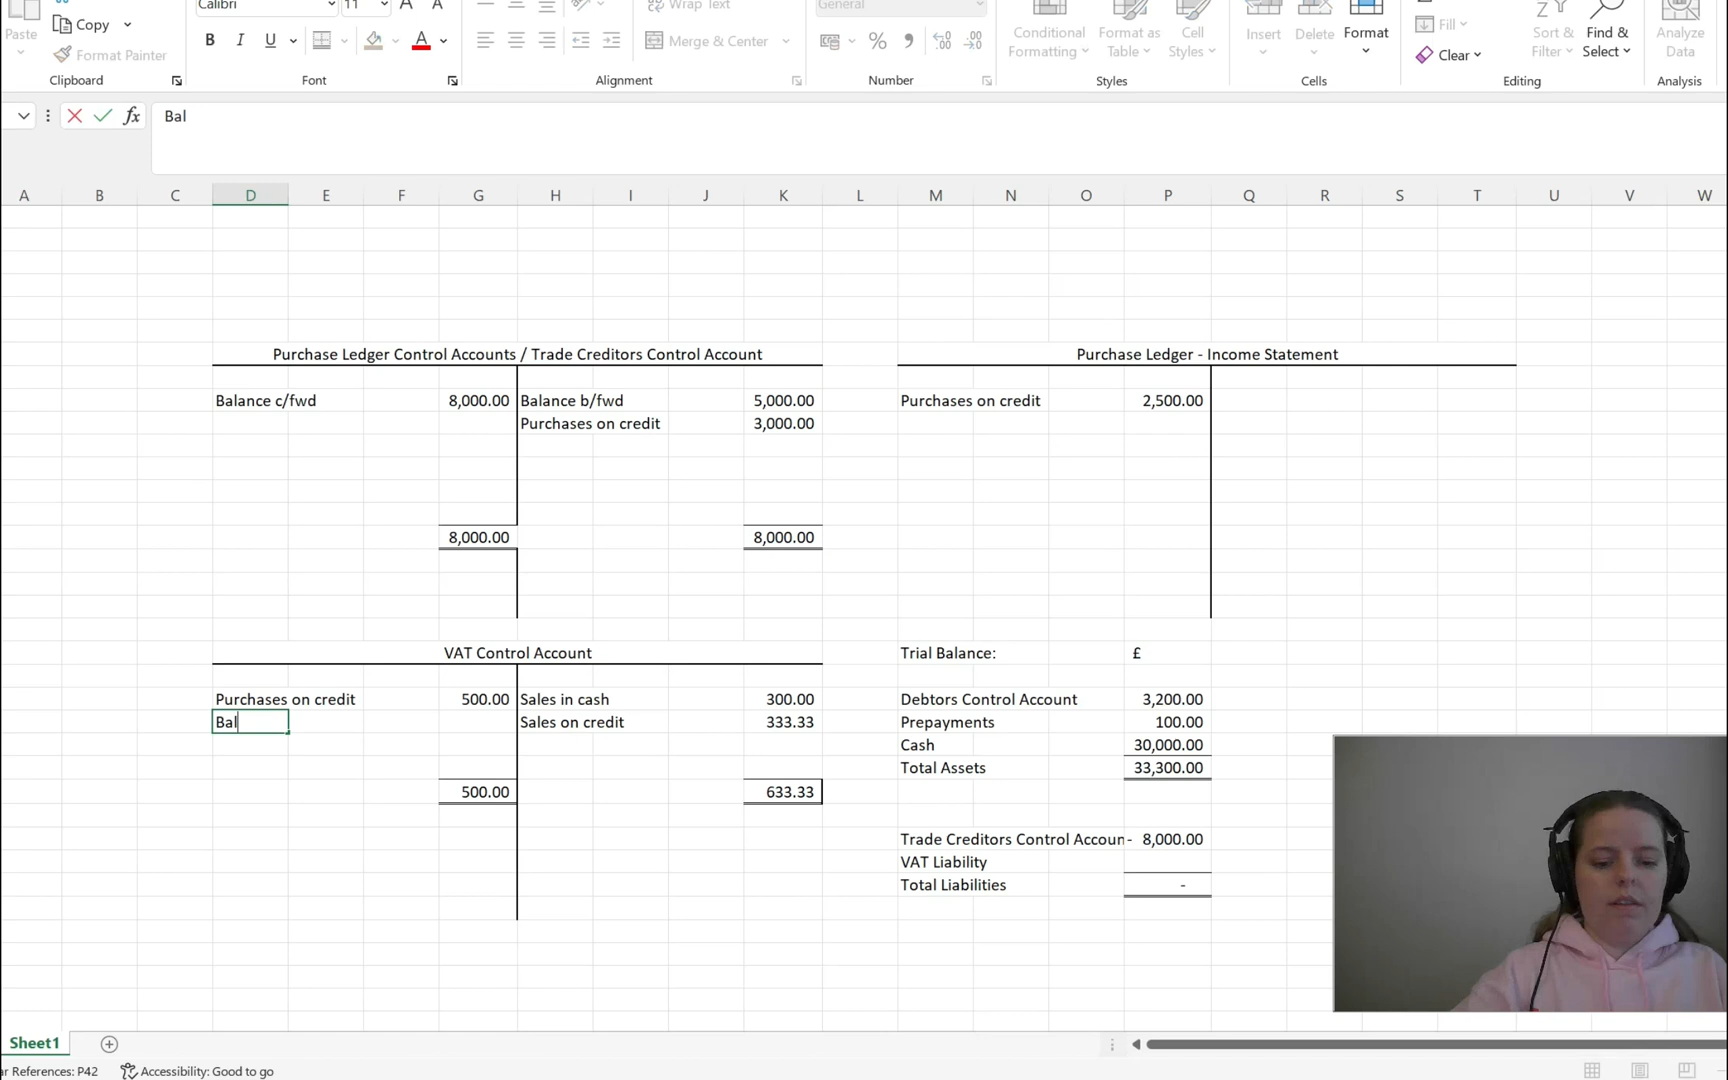 Calibri 11 A A Wrap Text General
Paste Copy Merge & Center Conditional Formatting Format as Table Cell Styles Insert Delete Format Fill Sort & Filter Find & Select Analyze Data
Format Painter B I U A % Clear
Clipboard Font Alignment Number Styles Cells Editing Analysis
fx Bal
A B C D E F G H I J K L M N O P Q R S T U V W
Purchase Ledger Control Accounts / Trade Creditors Control Account Purchase Ledger - Income Statement
Balance c/fwd 8,000.00 Balance b/fwd 5,000.00 Purchases on credit 2,500.00
Purchases on credit 3,000.00
8,000.00 8,000.00
VAT Control Account Trial Balance: £
Purchases on credit 500.00 Sales in cash 300.00 Debtors Control Account 3,200.00
Bal Sales on credit 333.33 Prepayments 100.00
Cash 30,000.00
Total Assets 33,300.00
500.00 633.33
Trade Creditors Control Accoun - 8,000.00
VAT Liability
Total Liabilities -
Sheet1
ar References: P42 Accessibility: Good to go